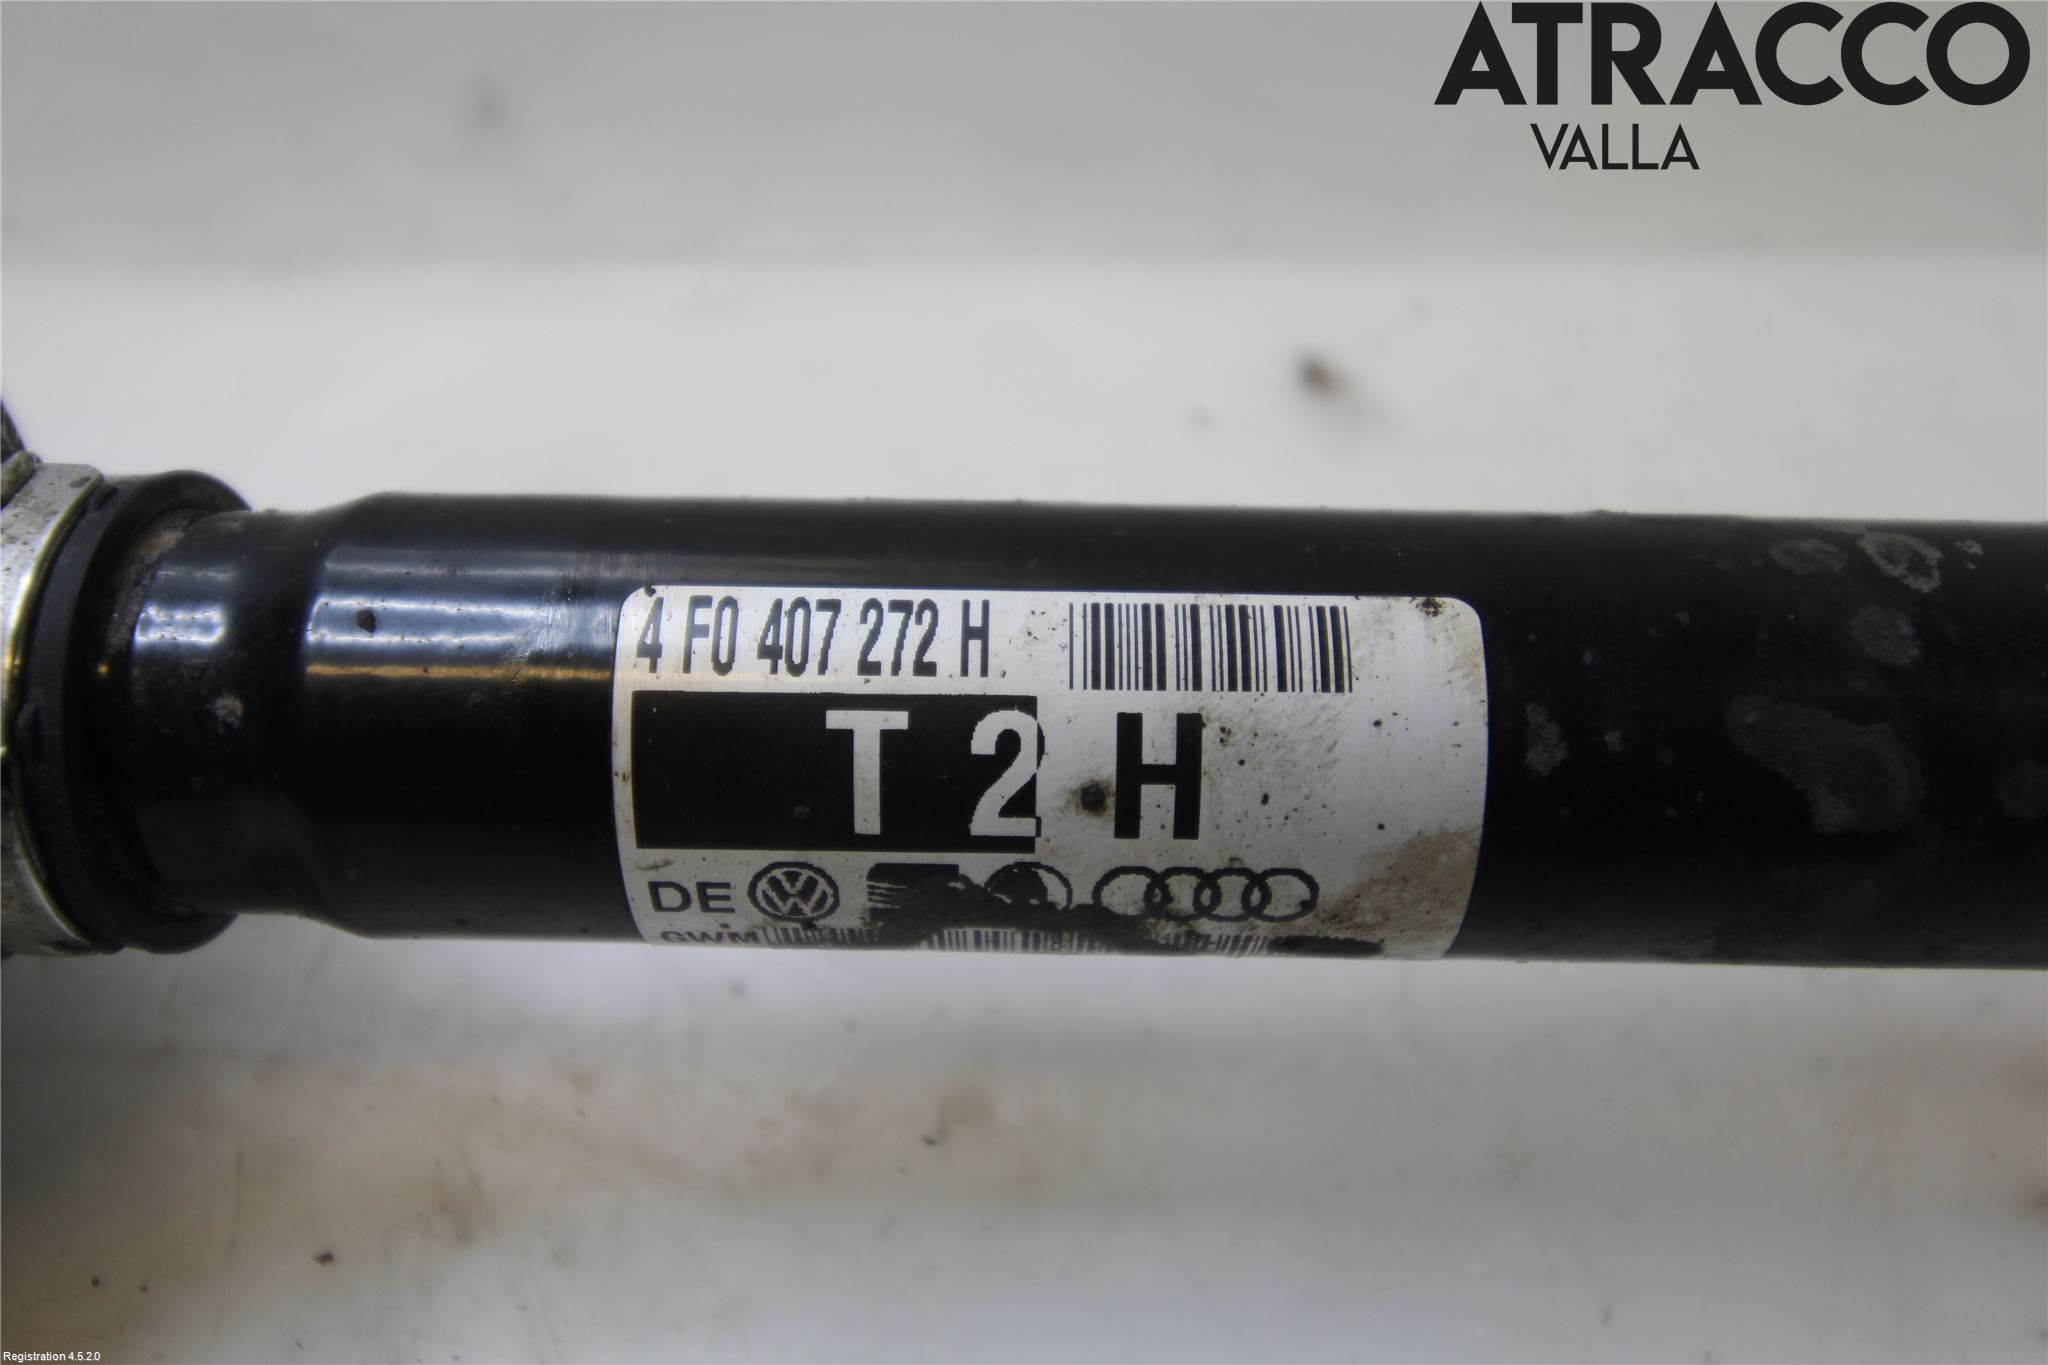 ATRACCO
VALLA
4 F0 407 272 H
T 2 H
DE
GWM
Registration 4.5.2.0